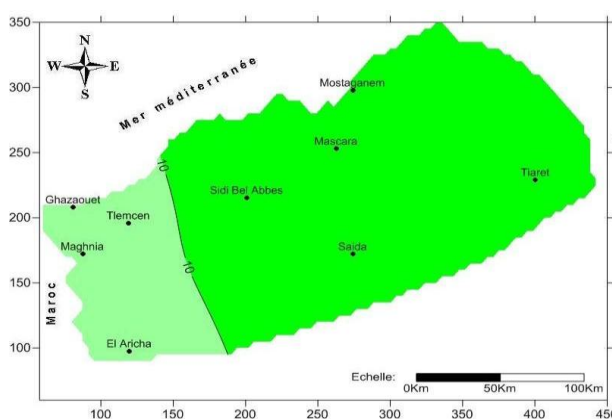 350
300
250
200
150
100
N
W E
S
Mer méditerranée
Mostaganem
Mascara
10
Tiaret
Sidi Bel Abbes
Ghazaouet
Tlemcen
Maghnia
Saida
10
Maroc
El Aricha
Echelle:
0Km 50Km 100Km
100 150 200 250 300 350 400 450